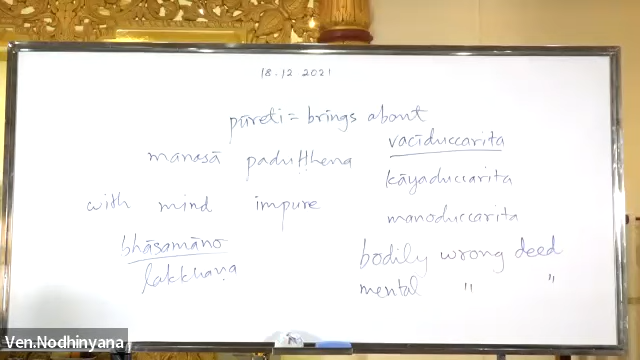 18.12 2021
pūreti = brings about
manasā paduṭṭhena
with mind impure
bhāsamāno
lakkhaṇa
vacīduccarita
kāyaduccarita
manoduccarita
bodily wrong deed
mental " "
Ven.Nodhinyana